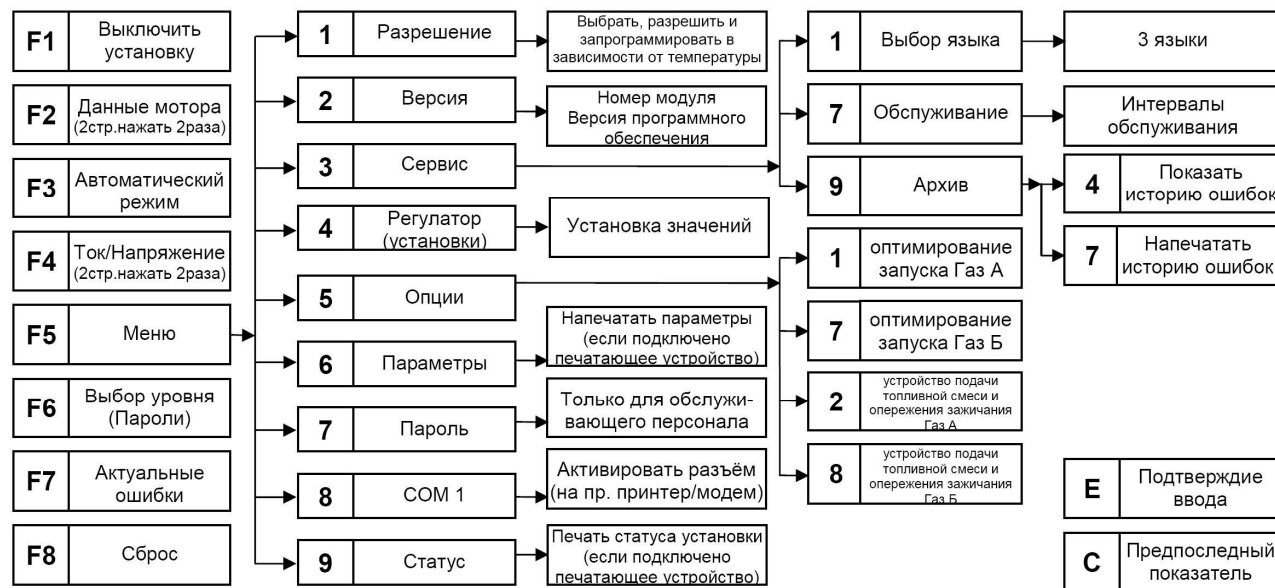 F1
Выключить
установку
F2
Данные мотора
(2стр.нажать 2раза)
F3
Автоматический
режим
F4
Ток/Напряжение
(2стр.нажать 2раза)
F5
Меню
F6
Выбор уровня
(Пароли)
F7
Актуальные
ошибки
F8
Сброс
1
Разрешение
Выбрать, разрешить и
запрограммировать в
зависимости от температуры
2
Версия
Номер модуля
Версия программного
обеспечения
3
Сервис
4
Регулятор
(установки)
Установка значений
5
Опции
6
Параметры
Напечатать параметры
(если подключено
печатающее устройство)
7
Пароль
Только для обслужи-
вающего персонала
8
COM 1
Активировать разъём
(на пр. принтер/модем)
9
Статус
Печать статуса установки
(если подключено
печатающее устройство)
1
Выбор языка
3 языки
7
Обслуживание
Интервалы
обслуживания
9
Архив
4
Показать
историю ошибок
7
Напечатать
историю ошибок
1
оптимирование
запуска Газ А
7
оптимирование
запуска Газ Б
2
устройство подачи
топливной смеси и
опережения зажичания
Газ А
8
устройство подачи
топливной смеси и
опережения зажичания
Газ Б
E
Подтверждие
ввода
C
Предпоследный
показатель